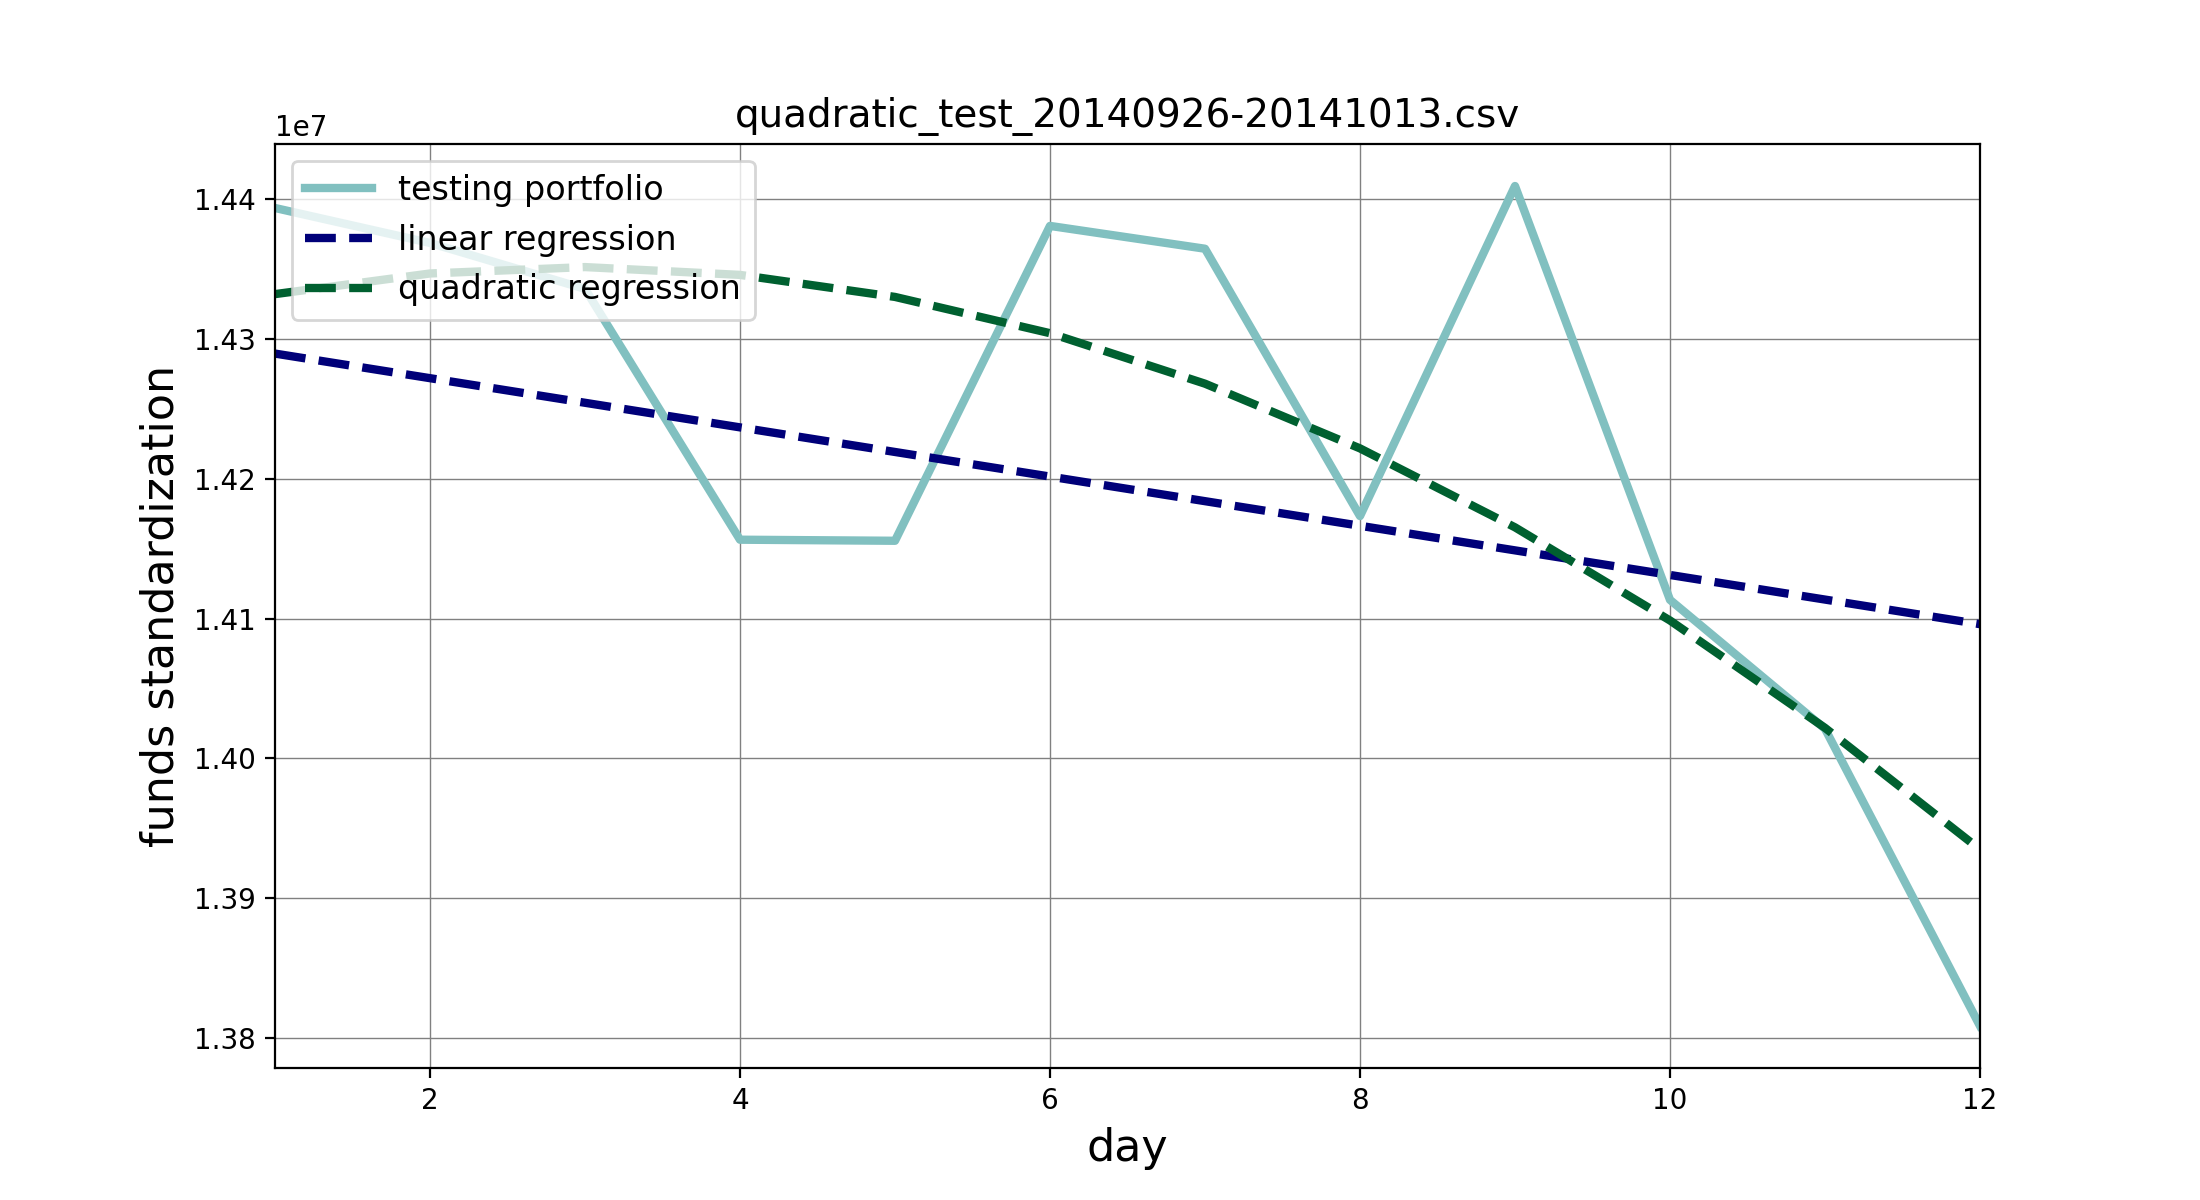 quadratic_test_20140926-20141013.csv
1e7
testing portfolio
linear regression
quadratic regression
1.44
1.43
1.42
1.41
1.40
1.39
1.38
funds standardization
2 4 6 8 10 12
day